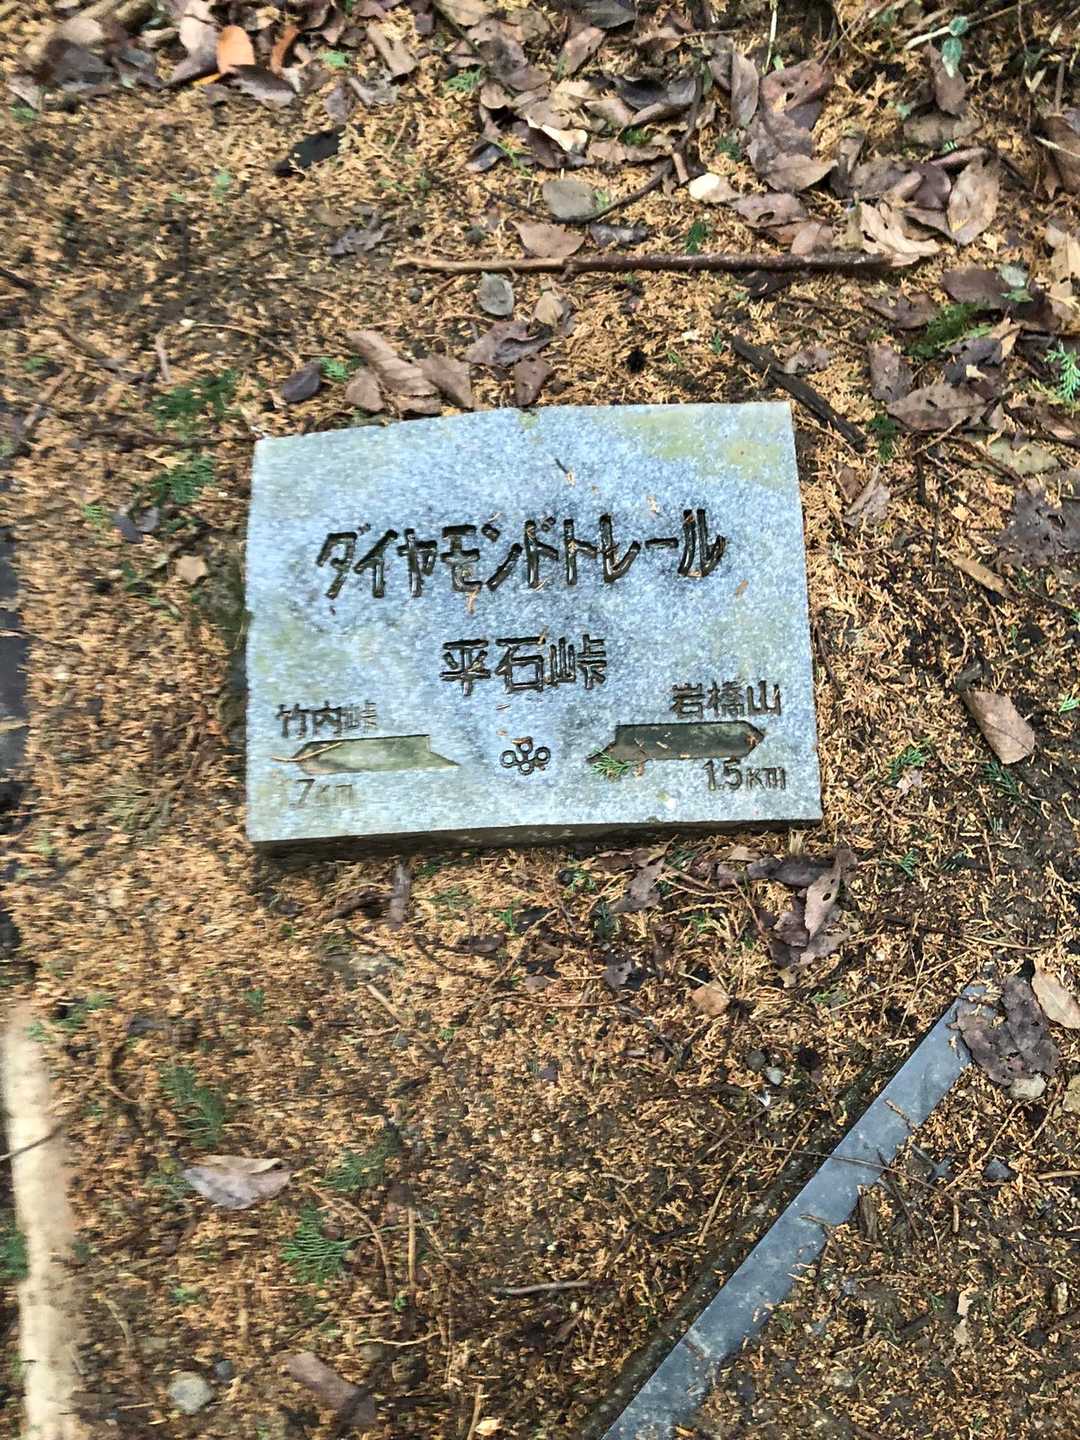 ダイヤモンドトレール
平石峠
竹内峠 岩橋山
1.5KM